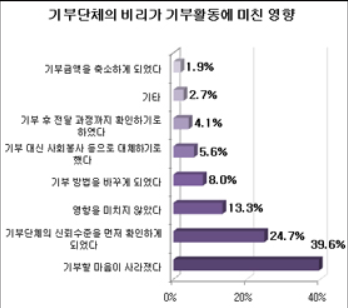 기부단체의 비리가 기부활동에 미친 영향
기부금액을 축소하게 되었다
1.9%
기타
2.7%
기부 후 전달 과정까지 확인하기로
하였다
4.1%
기부 대신 사회봉사 등으로 대체하기로
했다
5.6%
기부 방법을 바꾸게 되었다
8.0%
영향을 미치지 않았다
13.3%
기부단체의 신뢰수준을 먼저 확인하게
되었다
24.7%
기부할 마음이 사라졌다
39.6%
0%
20%
40%